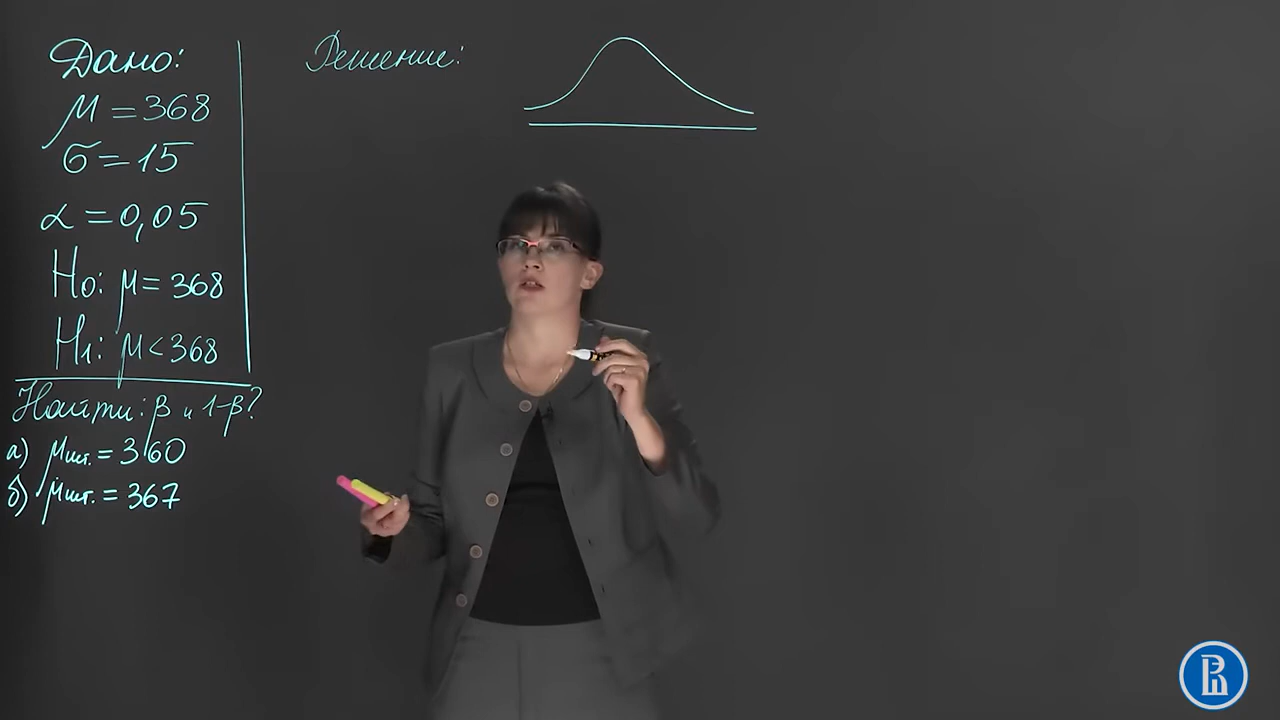 Дано:
μ = 368
σ = 15
α = 0,05
H₀: μ = 368
H₁: μ < 368
Найти: β и 1-β?
а) μист. = 360
б) μист. = 367
Решение: